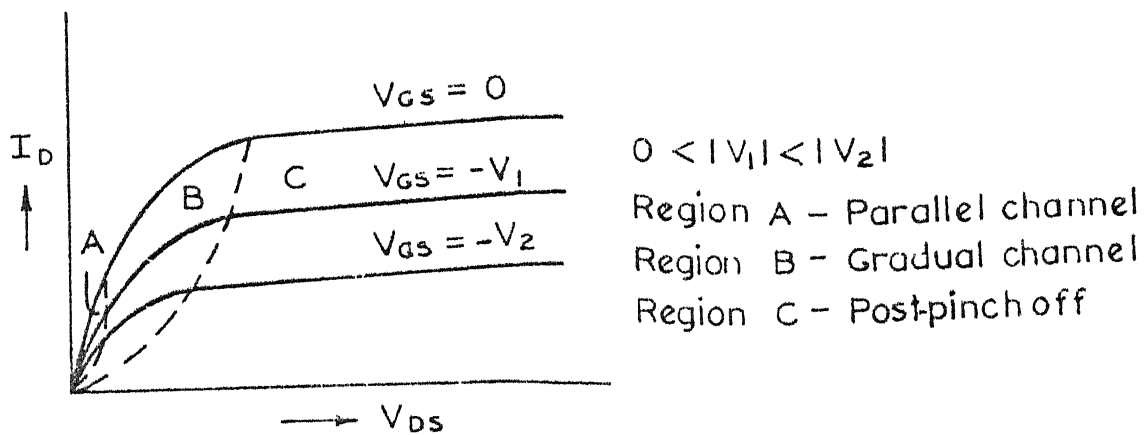 I_D
V_GS = 0
V_GS = -V_1
V_GS = -V_2
A
B
C
V_DS
0 < |V_1| < |V_2|
Region A - Parallel channel
Region B - Gradual channel
Region C - Post-pinch off